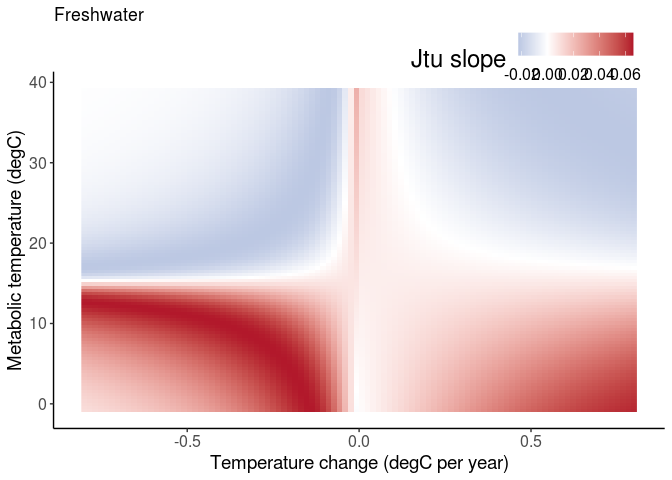 Freshwater
Jtu slope
-0.02 0.00 0.02 0.04 0.06
Metabolic temperature (degC)
40
30
20
10
0
-0.5 0.0 0.5
Temperature change (degC per year)